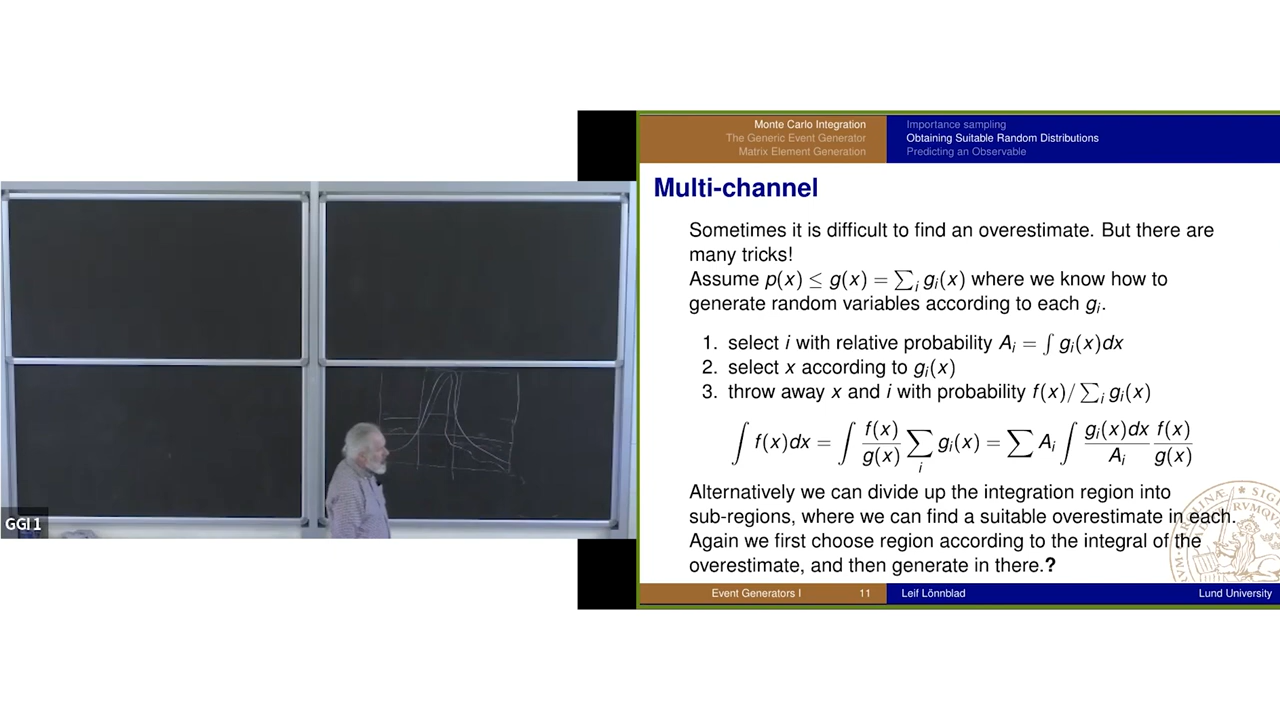 Monte Carlo Integration
The Generic Event Generator
Matrix Element Generation
Importance sampling
Obtaining Suitable Random Distributions
Predicting an Observable
Multi-channel
Sometimes it is difficult to find an overestimate. But there are
many tricks!
Assume p(x) ≤ g(x) = ∑ᵢ gᵢ(x) where we know how to
generate random variables according to each gᵢ.
1. select i with relative probability Aᵢ = ∫ gᵢ(x)dx
2. select x according to gᵢ(x)
3. throw away x and i with probability f(x)/ ∑ᵢ gᵢ(x)
∫ f(x)dx = ∫ f(x)/g(x) ∑ᵢ gᵢ(x) = ∑ Aᵢ ∫ gᵢ(x)dx/Aᵢ f(x)/g(x)
Alternatively we can divide up the integration region into
sub-regions, where we can find a suitable overestimate in each.
Again we first choose region according to the integral of the
overestimate, and then generate in there.?
Event Generators I 11 Leif Lönnblad Lund University
GGI 1